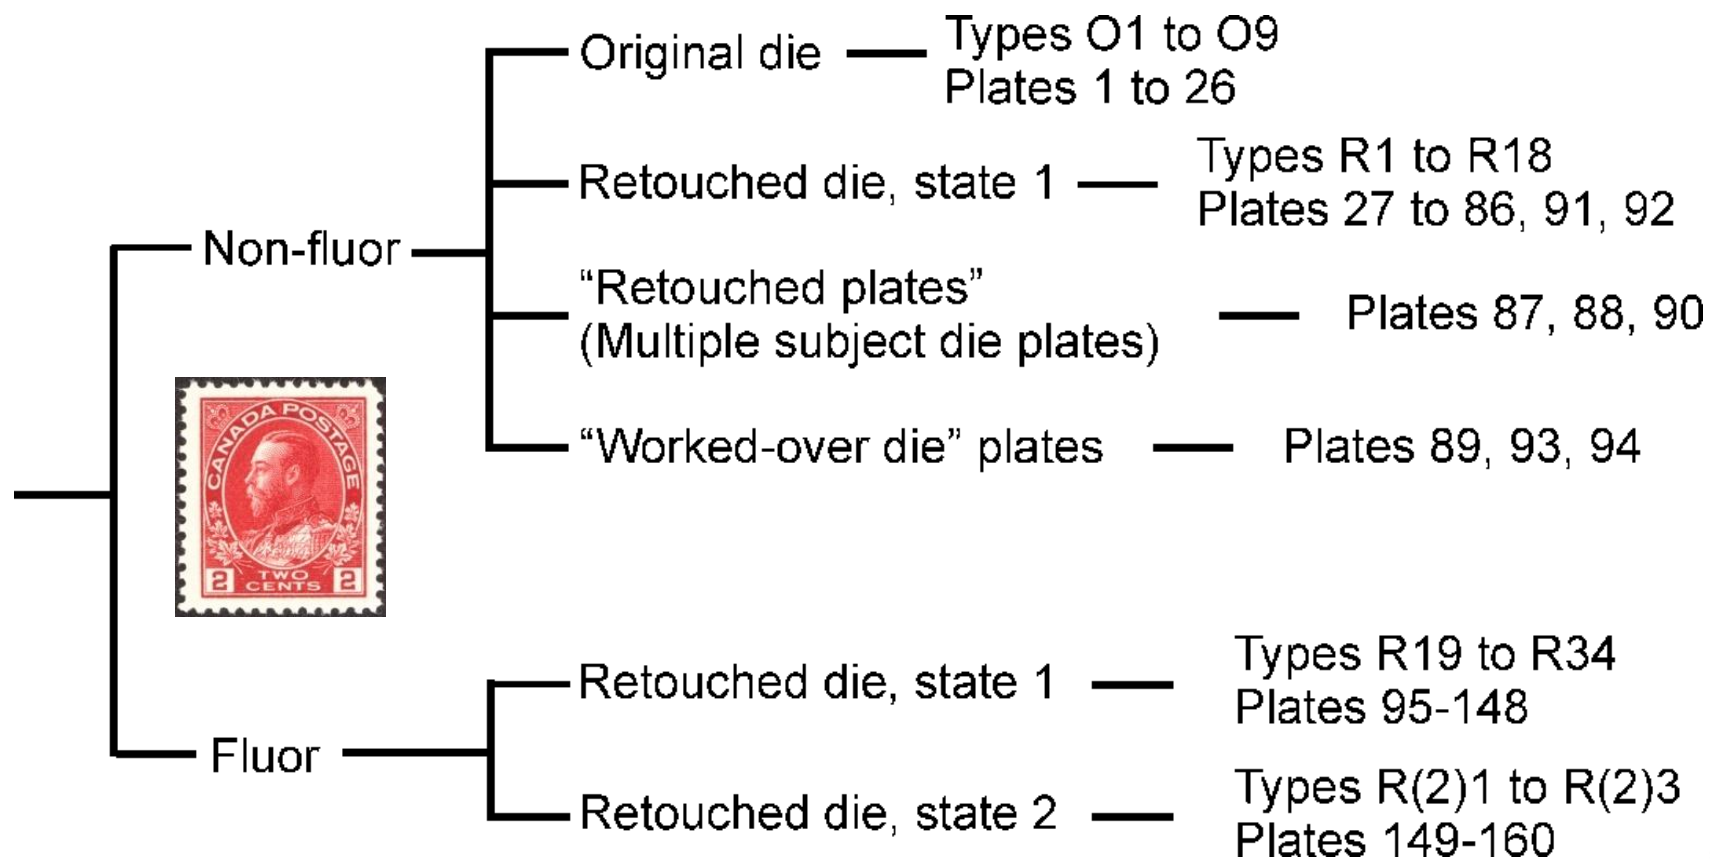 Original die
Types O1 to O9
Plates 1 to 26
Retouched die, state 1
Types R1 to R18
Plates 27 to 86, 91, 92
Non-fluor
“Retouched plates”
(Multiple subject die plates)
Plates 87, 88, 90
“Worked-over die” plates
Plates 89, 93, 94
CANADA POSTAGE
2 TWO 2
CENTS
Retouched die, state 1
Types R19 to R34
Plates 95-148
Fluor
Retouched die, state 2
Types R(2)1 to R(2)3
Plates 149-160